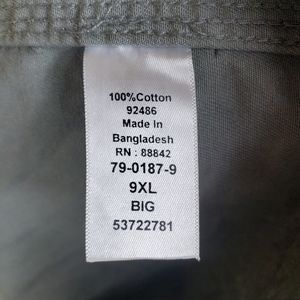 100%Cotton
92486
Made In
Bangladesh
RN : 88842
79-0187-9
9XL
BIG
53722781